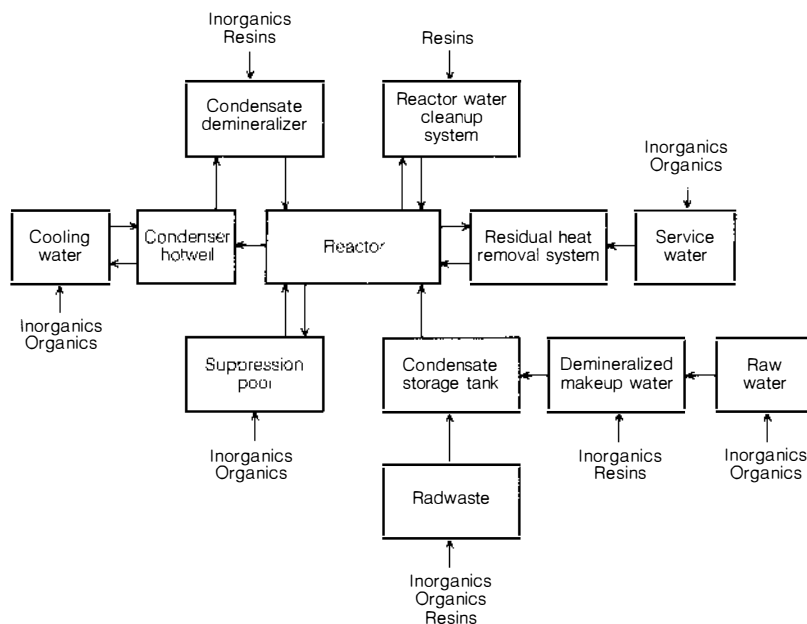 Inorganics
Resins
Resins
Condensate
demineralizer
Reactor water
cleanup
system
Inorganics
Organics
Cooling
water
Condenser
hotwell
Reactor
Residual heat
removal system
Service
water
Inorganics
Organics
Suppression
pool
Condensate
storage tank
Demineralized
makeup water
Raw
water
Inorganics
Organics
Inorganics
Resins
Inorganics
Organics
Radwaste
Inorganics
Organics
Resins